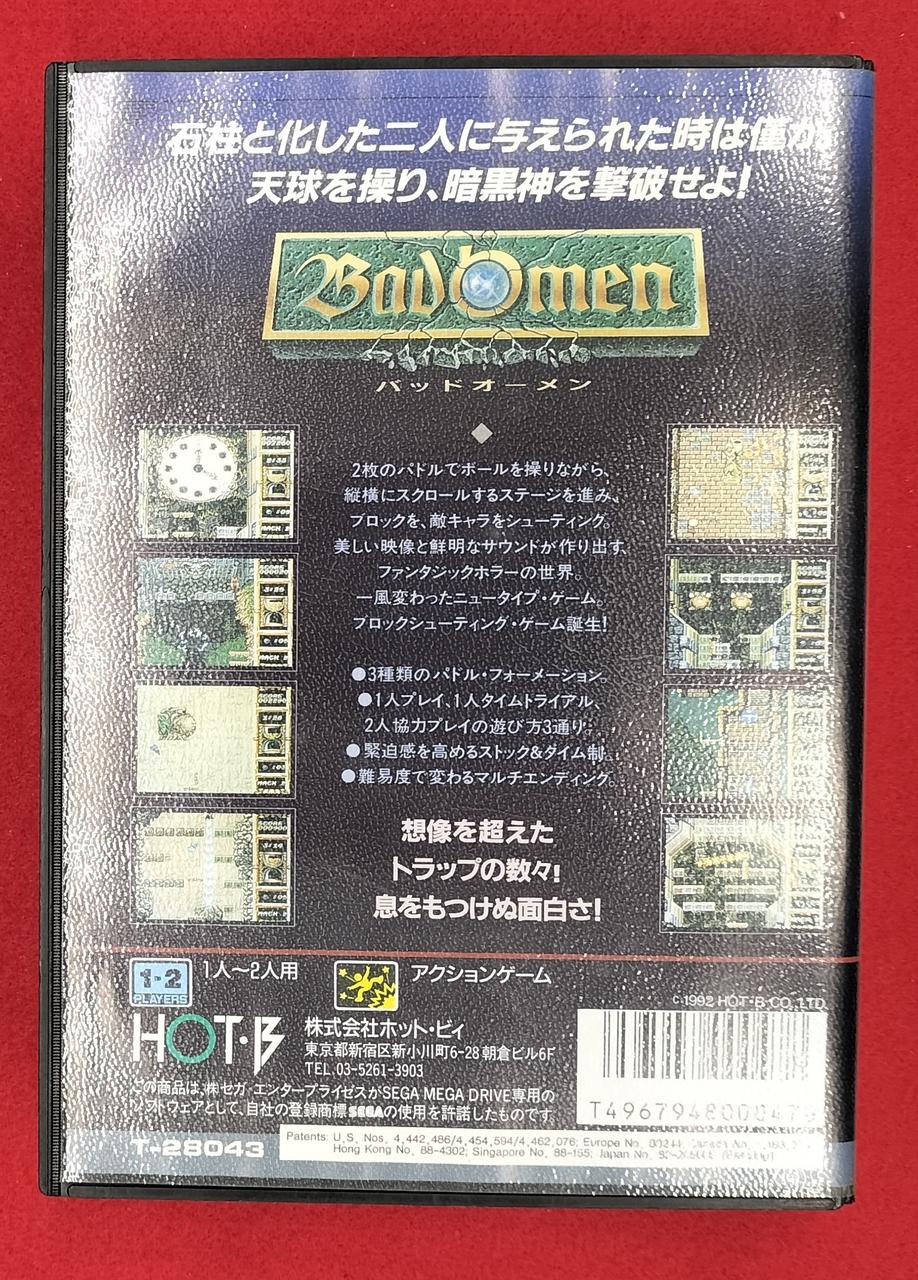 石柱と化した二人に与えられた時は僅か。
天球を操り、暗黒神を撃破せよ!
Bad Omen
バッドオーメン
2枚のパドルでボールを操りながら、
縦横にスクロールするステージを進み、
ブロックを、敵キャラをシューティング。
美しい映像と鮮明なサウンドが作り出す、
ファンタジックホラーの世界。
一風変わったニュータイプ・ゲーム
ブロックシューティング・ゲーム誕生!
●3種類のパドル・フォーメーション。
●1人プレイ、1人タイムトライアル、
2人協力プレイの遊び方3通り。
●緊迫感を高めるストック&タイム制。
●難易度で変わるマルチエンディング。
想像を超えた
トラップの数々!
息をもつけぬ面白さ!
1-2
PLAYERS
1人〜2人用
アクションゲーム
©1992 HOT・B CO., LTD.
HOT・B
株式会社ホット・ビィ
東京都新宿区新小川町6-28 朝倉ビル6F
TEL.03-5261-3903
この商品は、㈱セガ・エンタープライゼスがSEGA MEGA DRIVE専用の
ソフトウェアとして、自社の登録商標SEGAの使用を許諾したものです。
T-28043
Patents: U.S. Nos. 4,442,486/4,454,594/4,462,076; Europe No.
Hong Kong No. 88-4302; Singapore No. 88-155; Japan No.